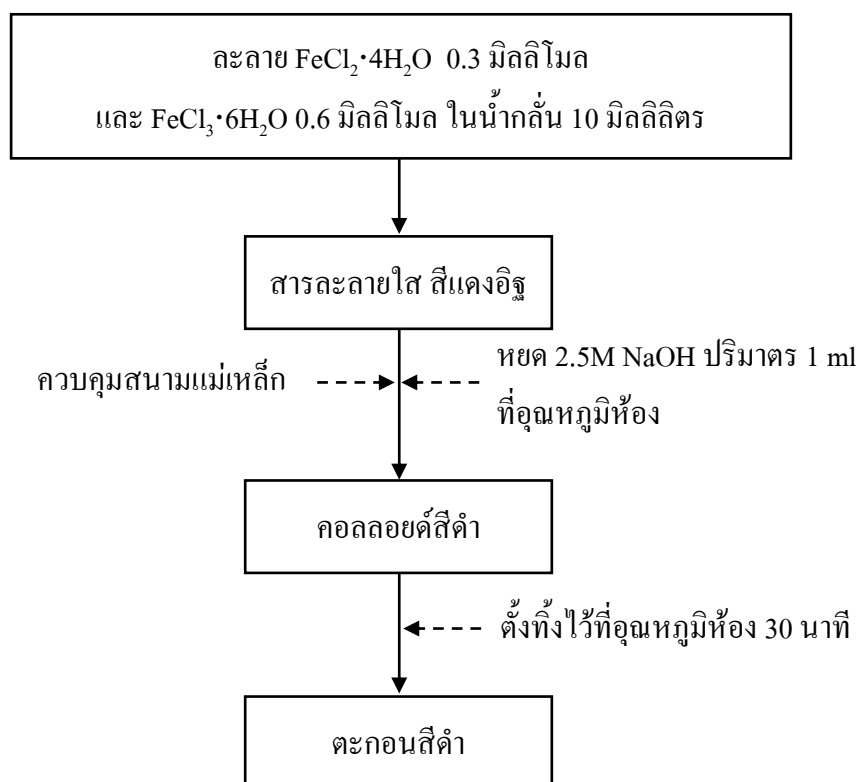 ละลาย FeCl₂·4H₂O 0.3 มิลลิโมล
และ FeCl₃·6H₂O 0.6 มิลลิโมล ในน้ำกลั่น 10 มิลลิลิตร
สารละลายใส สีแดงอิฐ
ควบคุมสนามแม่เหล็ก
หยด 2.5M NaOH ปริมาตร 1 ml
ที่อุณหภูมิห้อง
คอลลอยด์สีดำ
ตั้งทิ้งไว้ที่อุณหภูมิห้อง 30 นาที
ตะกอนสีดำ